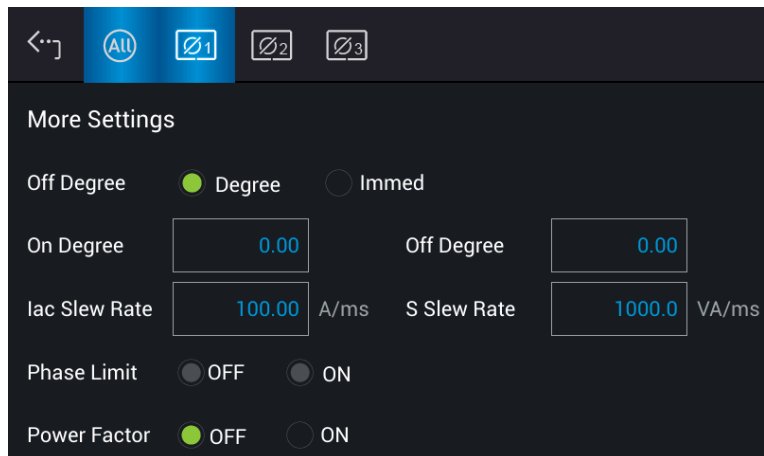 All Ø1 Ø2 Ø3
More Settings
Off Degree Degree Immed
On Degree 0.00 Off Degree 0.00
Iac Slew Rate 100.00 A/ms S Slew Rate 1000.0 VA/ms
Phase Limit OFF ON
Power Factor OFF ON